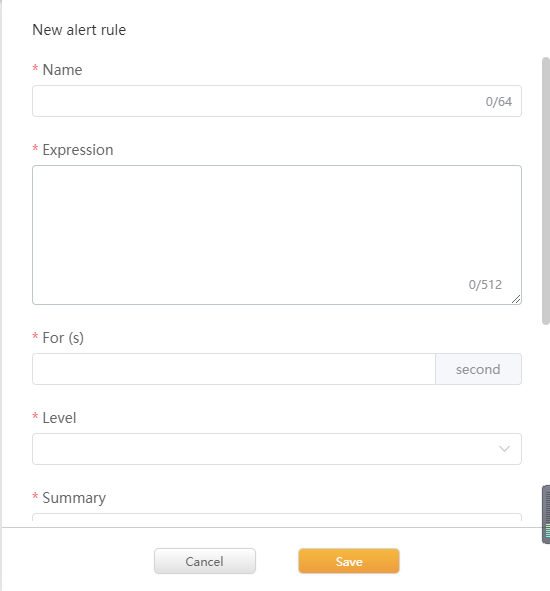 New alert rule
* Name
0/64
* Expression
0/512
* For (s)
second
* Level
* Summary
Cancel Save